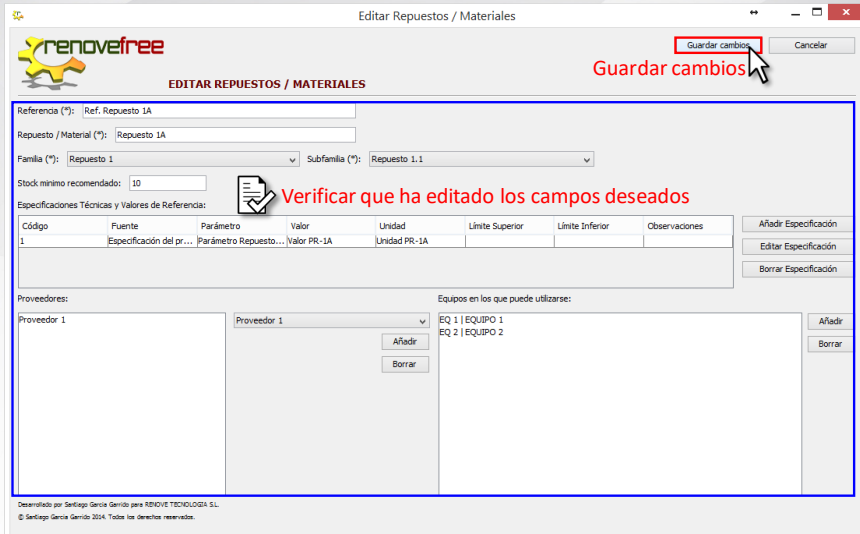 Editar Repuestos / Materiales
renovefree
Guardar cambios
Cancelar
Guardar cambios
EDITAR REPUESTOS / MATERIALES
Referencia (*): Ref. Repuesto 1A
Repuesto / Material (*): Repuesto 1A
Familia (*): Repuesto 1 Subfamilia (*): Repuesto 1.1
Stock minimo recomendado: 10
Verificar que ha editado los campos deseados
Especificaciones Técnicas y Valores de Referencia:
Código Fuente Parámetro Valor Unidad Límite Superior Límite Inferior Observaciones
1 Especificación del pr... Parámetro Repuesto... Valor PR-1A Unidad PR-1A
Añadir Especificación
Editar Especificación
Borrar Especificación
Proveedores: Equipos en los que puede utilizarse:
Proveedor 1 Proveedor 1 EQ 1 | EQUIPO 1 Añadir
EQ 2 | EQUIPO 2
Añadir Borrar
Borrar
Desarrollado por Santiago Garcia Garrido para RENOVE TECNOLOGIA S.L.
© Santiago Garcia Garrido 2014. Todos los derechos reservados.